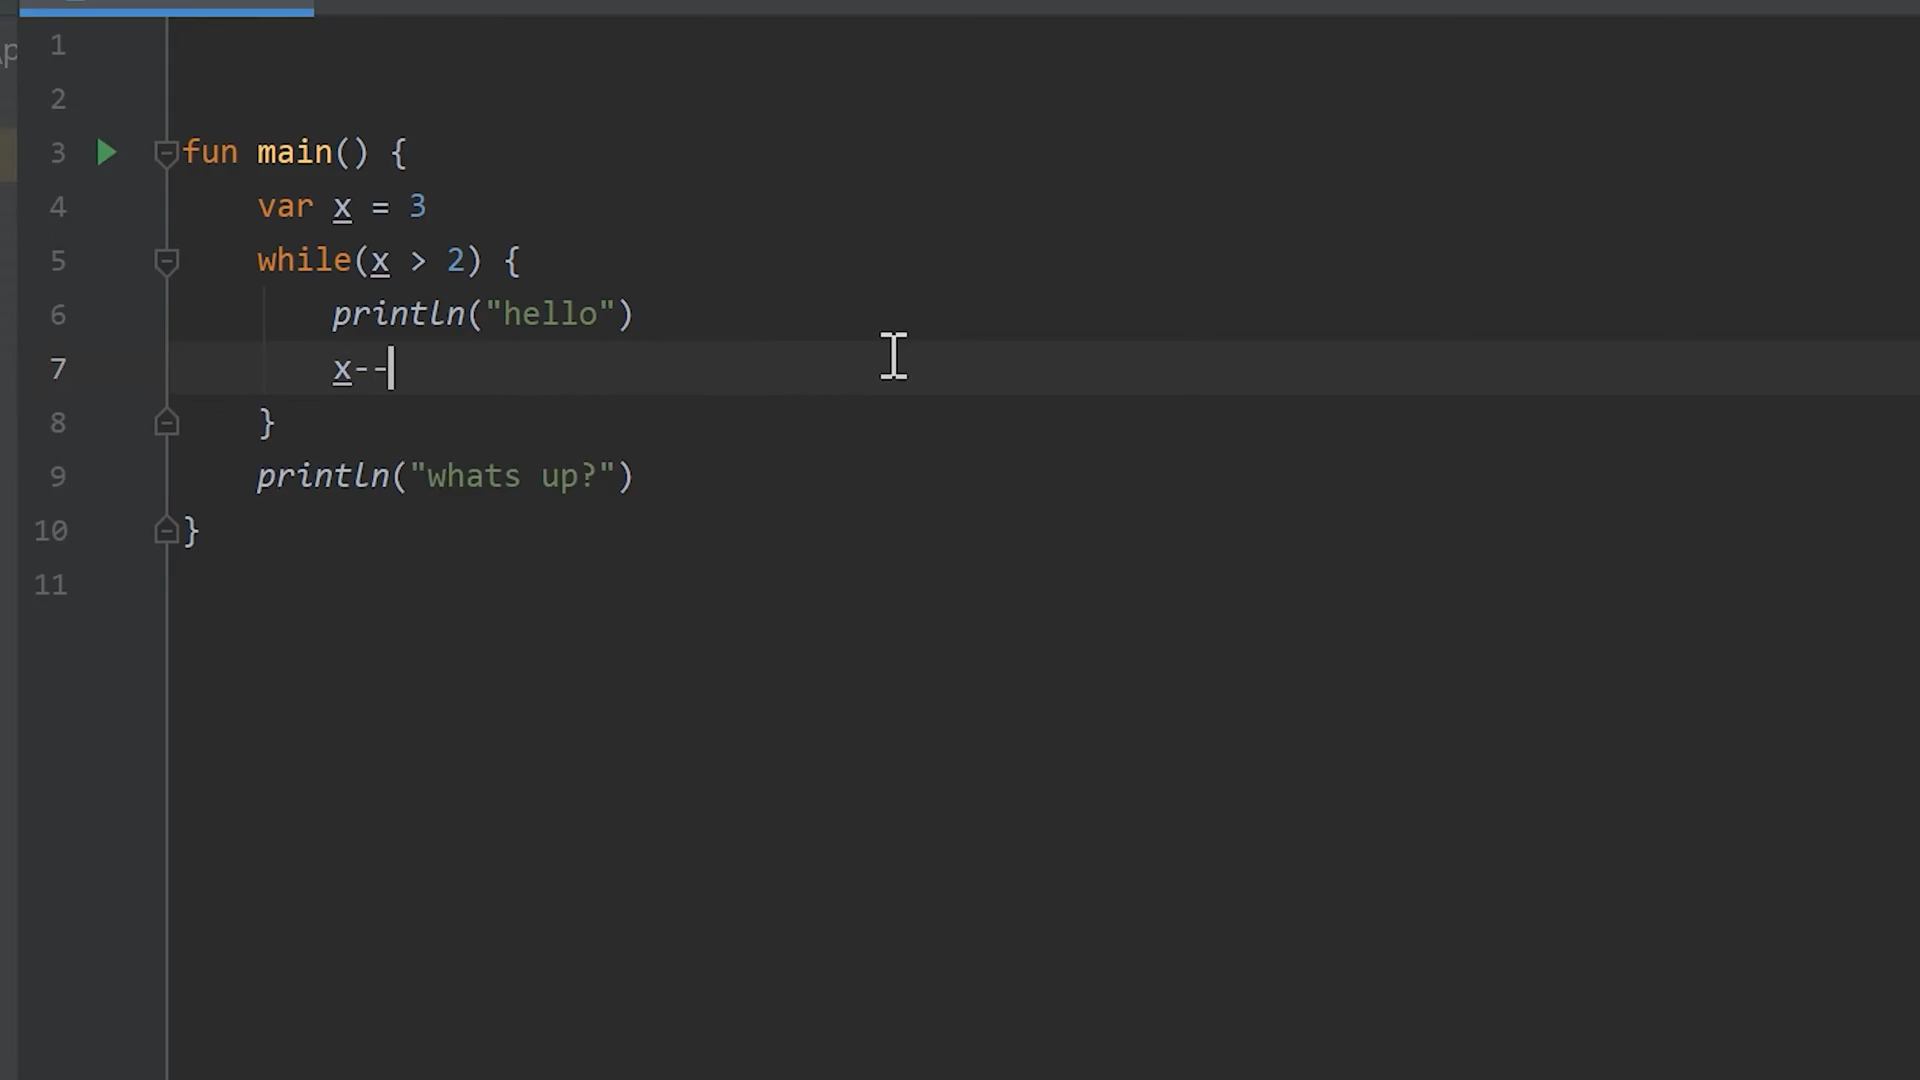 1
2
3 fun main() {
4 var x = 3
5 while(x > 2) {
6 println("hello")
7 x--
8 }
9 println("whats up?")
10 }
11